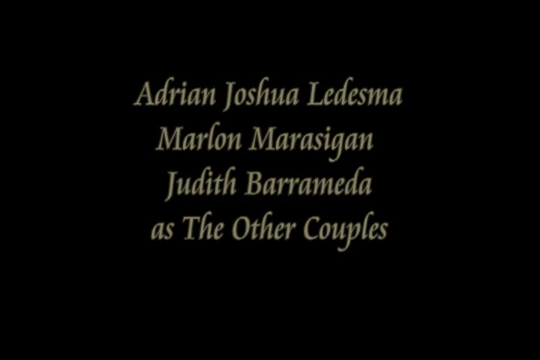 Adrian Joshua Ledesma
Marlon Marasigan
Judith Barrameda
as The Other Couples